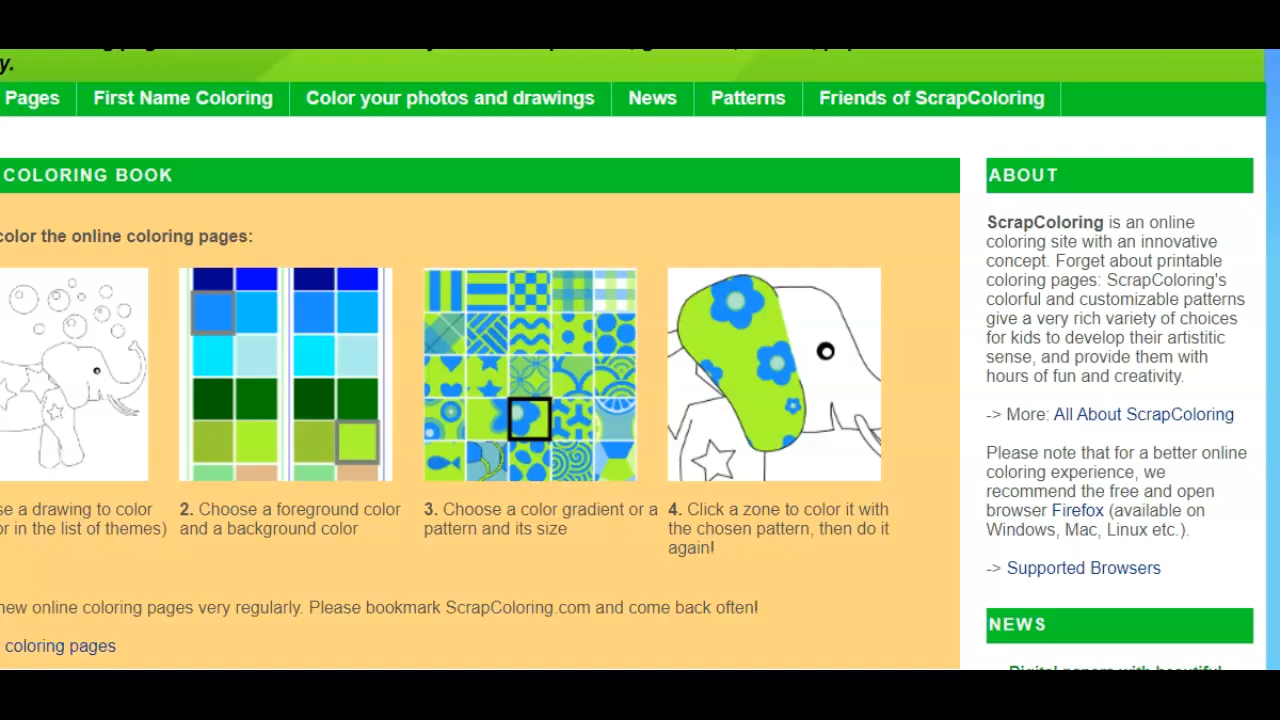 y.
Pages
First Name Coloring
Color your photos and drawings
News
Patterns
Friends of ScrapColoring
COLORING BOOK
color the online coloring pages:
se a drawing to color
or in the list of themes)
2. Choose a foreground color
and a background color
3. Choose a color gradient or a
pattern and its size
4. Click a zone to color it with
the chosen pattern, then do it
again!
new online coloring pages very regularly. Please bookmark ScrapColoring.com and come back often!
coloring pages
ABOUT
ScrapColoring is an online
coloring site with an innovative
concept. Forget about printable
coloring pages: ScrapColoring's
colorful and customizable patterns
give a very rich variety of choices
for kids to develop their artistitic
sense, and provide them with
hours of fun and creativity.
-> More: All About ScrapColoring
Please note that for a better online
coloring experience, we
recommend the free and open
browser Firefox (available on
Windows, Mac, Linux etc.).
-> Supported Browsers
NEWS
Digital papers with beautiful